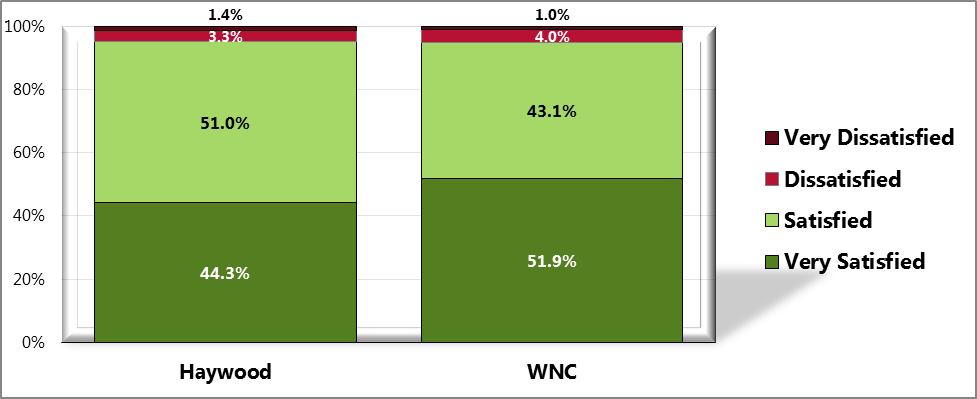 1.4% 1.0%
100%
3.3% 4.0%
80%
51.0% 43.1%
Very Dissatisfied
60%
Dissatisfied
40%
Satisfied
44.3% 51.9%
Very Satisfied
20%
0%
Haywood WNC